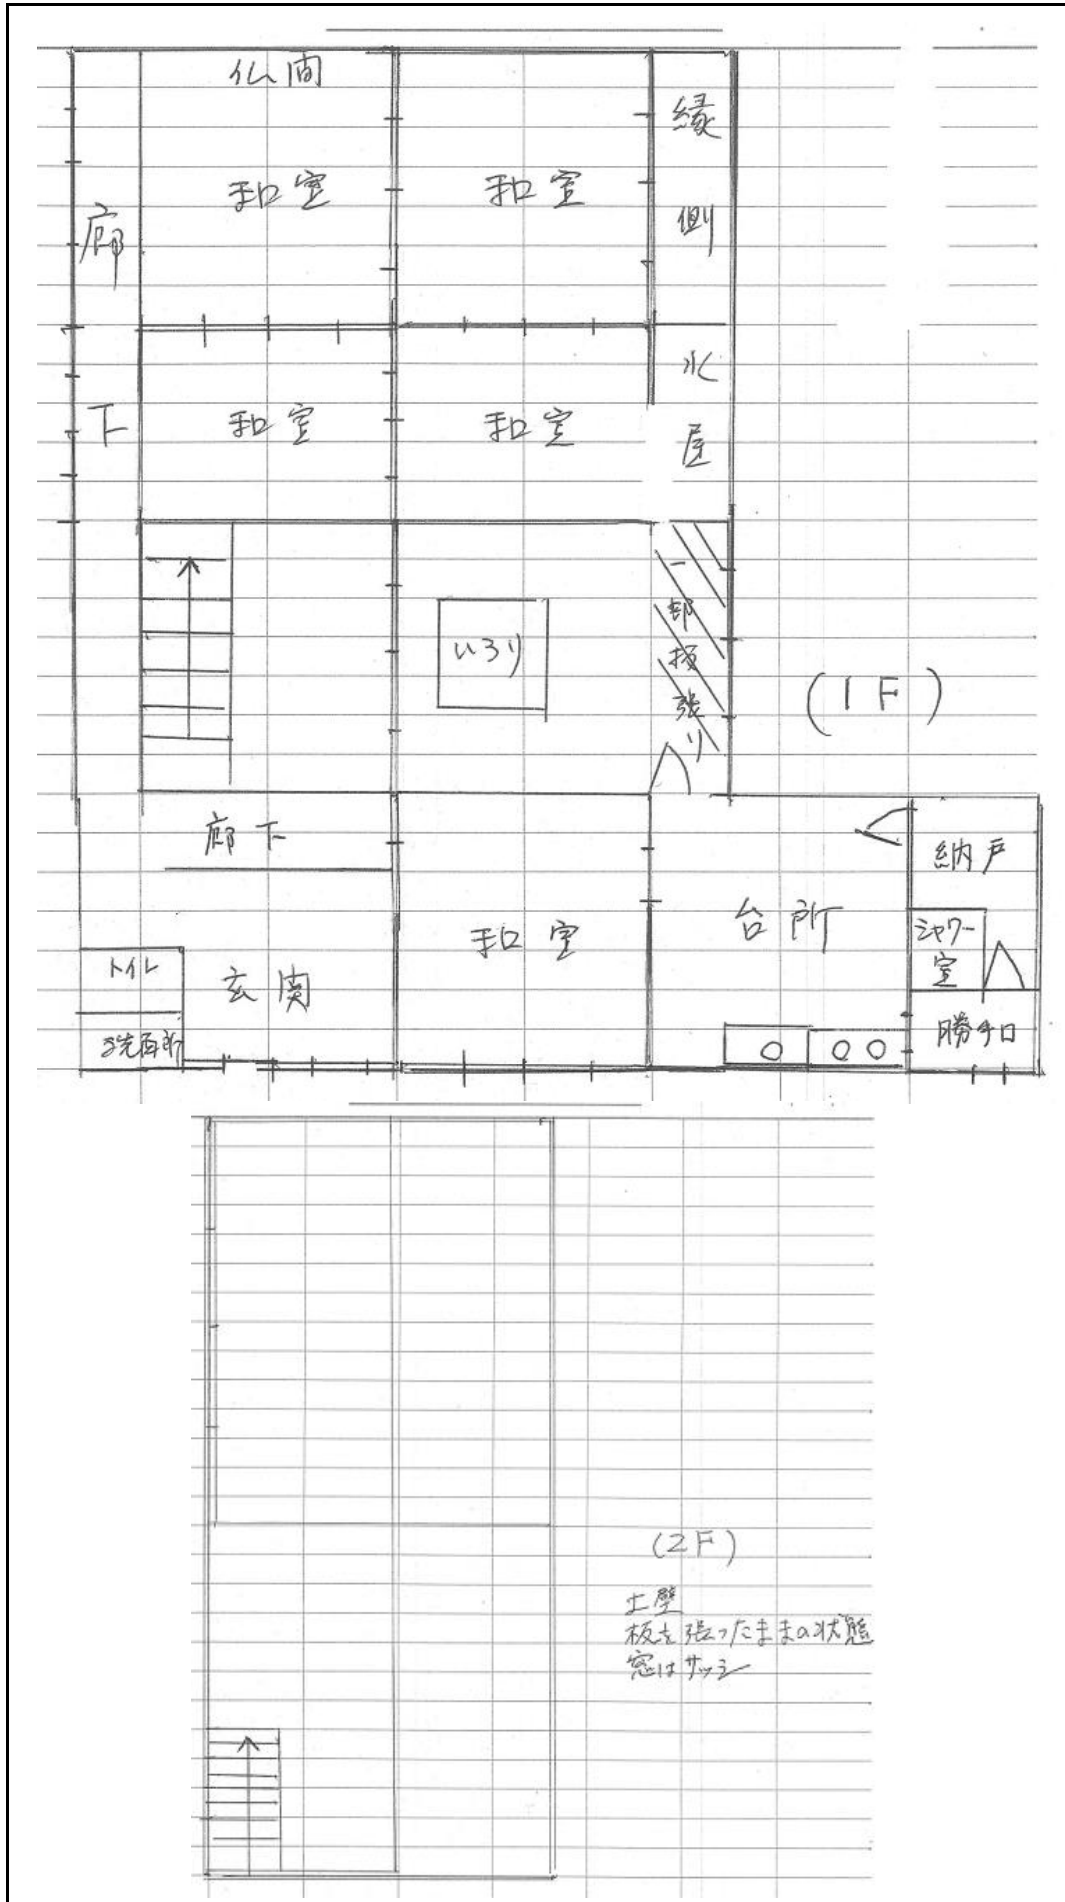 仏間
縁側
和室
和室
廊下
水屋
和室
和室
いろり
一部板張り
(1F)
廊下
納戸
台所
シャワー室
和室
トイレ
玄関
洗面所
勝手口
(2F)
土壁
板を張ったままの状態
窓はサッシ